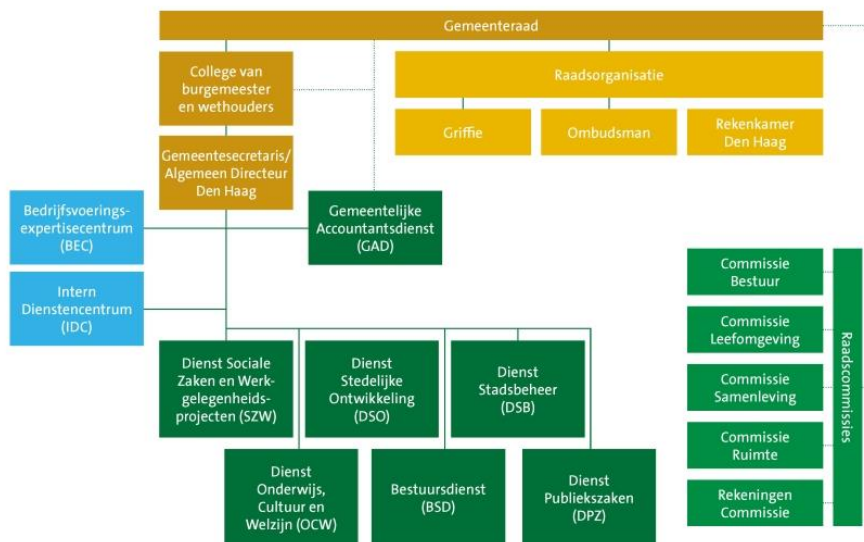 Gemeenteraad
College van
burgemeester
en wethouders
Raadsorganisatie
Griffie
Ombudsman
Rekenkamer
Den Haag
Gemeentesecretaris/
Algemeen Directeur
Den Haag
Bedrijfsvoerings-
expertisecentrum
(BEC)
Gemeentelijke
Accountantsdienst
(GAD)
Intern
Dienstencentrum
(IDC)
Dienst Sociale
Zaken en Werk-
gelegenheids-
projecten (SZW)
Dienst
Stedelijke
Ontwikkeling
(DSO)
Dienst
Stadsbeheer
(DSB)
Dienst
Onderwijs,
Cultuur en
Welzijn (OCW)
Bestuursdienst
(BSD)
Dienst
Publiekszaken
(DPZ)
Commissie
Bestuur
Commissie
Leefomgeving
Commissie
Samenleving
Commissie
Ruimte
Rekeningen
Commissie
Raadscommissies